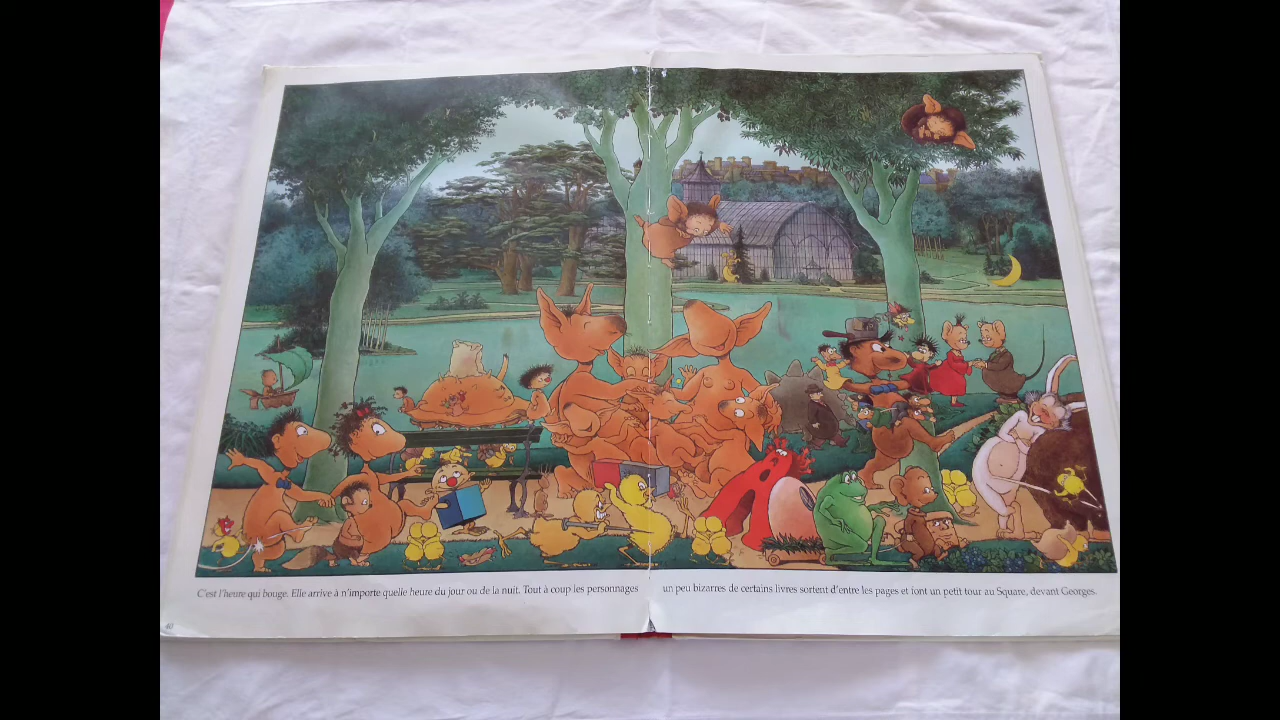 C'est l'heure qui bouge. Elle arrive à n'importe quelle heure du jour ou de la nuit. Tout à coup les personnages un peu bizarres de certains livres sortent d'entre les pages et font un petit tour au Square, devant Georges.
40